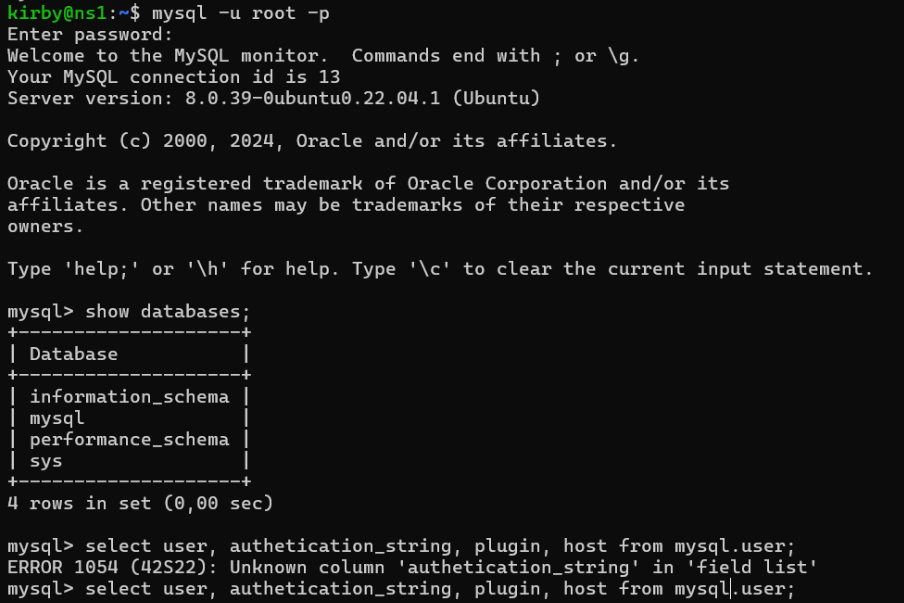 kirby@ns1:~$ mysql -u root -p
Enter password:
Welcome to the MySQL monitor.  Commands end with ; or \g.
Your MySQL connection id is 13
Server version: 8.0.39-0ubuntu0.22.04.1 (Ubuntu)

Copyright (c) 2000, 2024, Oracle and/or its affiliates.

Oracle is a registered trademark of Oracle Corporation and/or its
affiliates. Other names may be trademarks of their respective
owners.

Type 'help;' or '\h' for help. Type '\c' to clear the current input statement.

mysql> show databases;
+--------------------+
| Database           |
+--------------------+
| information_schema |
| mysql              |
| performance_schema |
| sys                |
+--------------------+
4 rows in set (0,00 sec)

mysql> select user, authetication_string, plugin, host from mysql.user;
ERROR 1054 (42S22): Unknown column 'authetication_string' in 'field list'
mysql> select user, authetication_string, plugin, host from mysql.user;